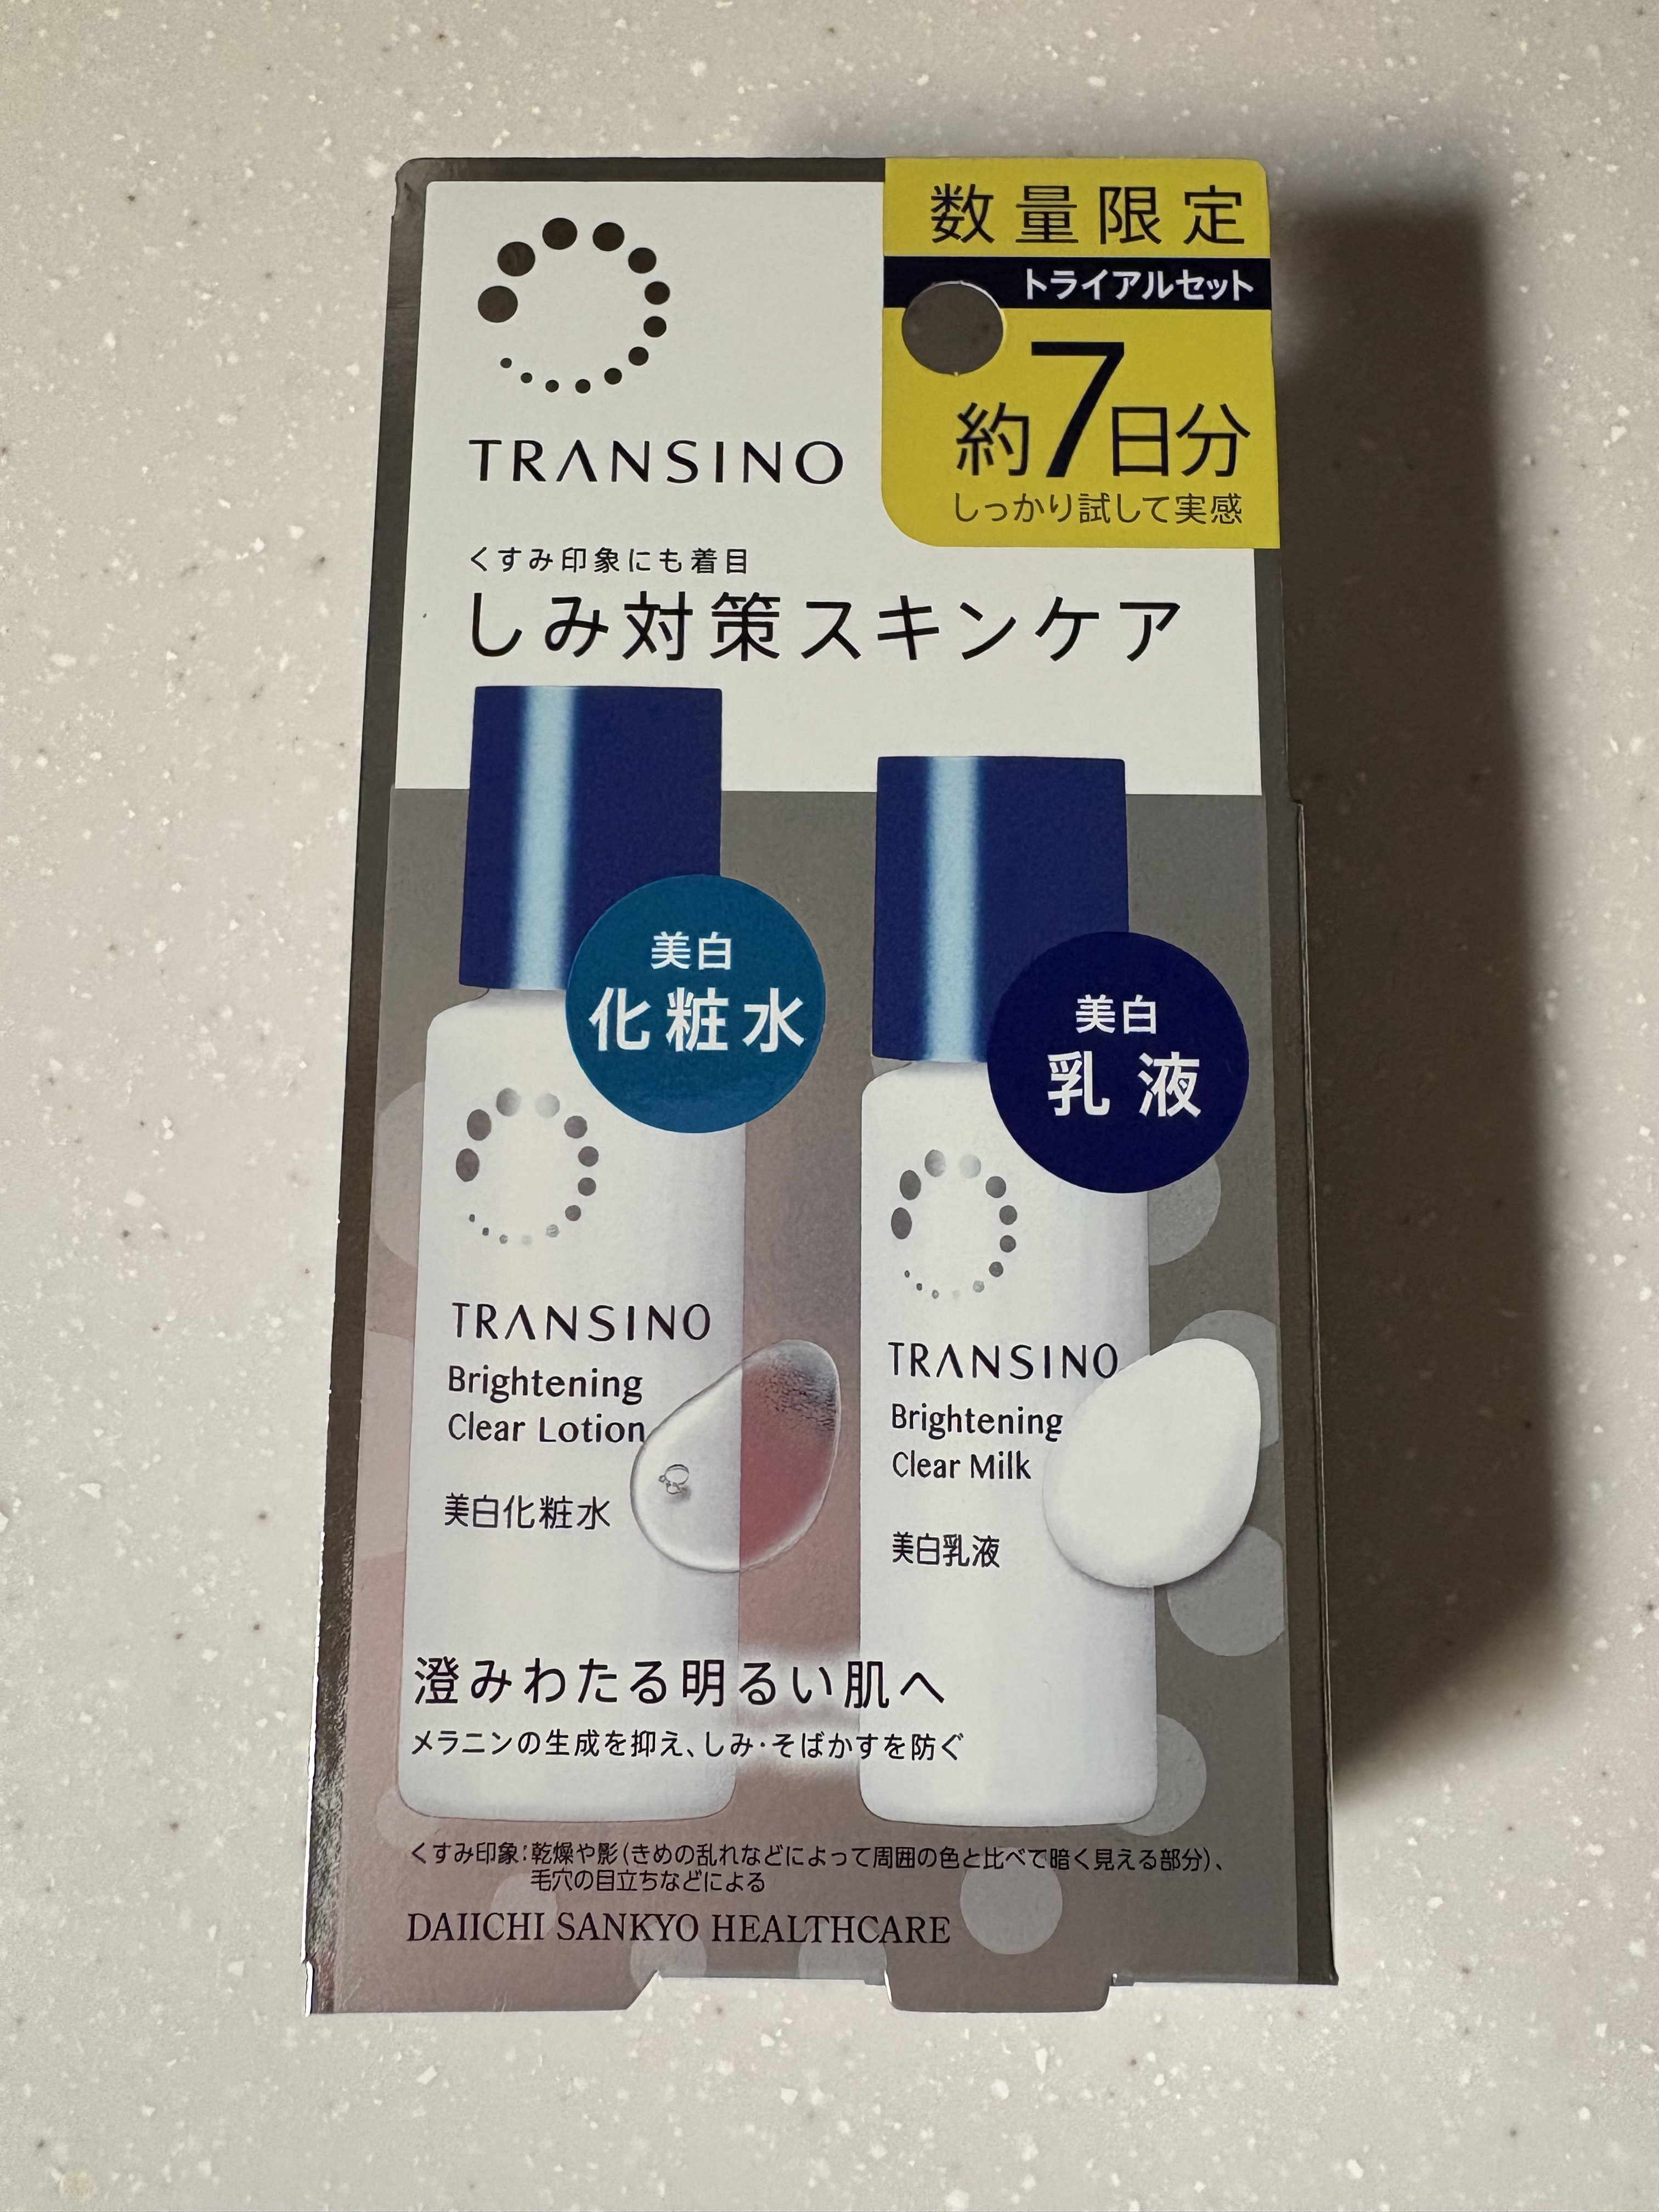 数量限定
トライアルセット
約7日分
しっかり試して実感
TRANSINO
くすみ印象にも着目
しみ対策スキンケア
美白
化粧水
美白
乳液
TRANSINO
Brightening
Clear Lotion
美白化粧水
TRANSINO
Brightening
Clear Milk
美白乳液
澄みわたる明るい肌へ
メラニンの生成を抑え、しみ・そばかすを防ぐ
くすみ印象:乾燥や影(きめの乱れなどによって周囲の色と比べて暗く見える部分)、
毛穴の目立ちなどによる
DAIICHI SANKYO HEALTHCARE